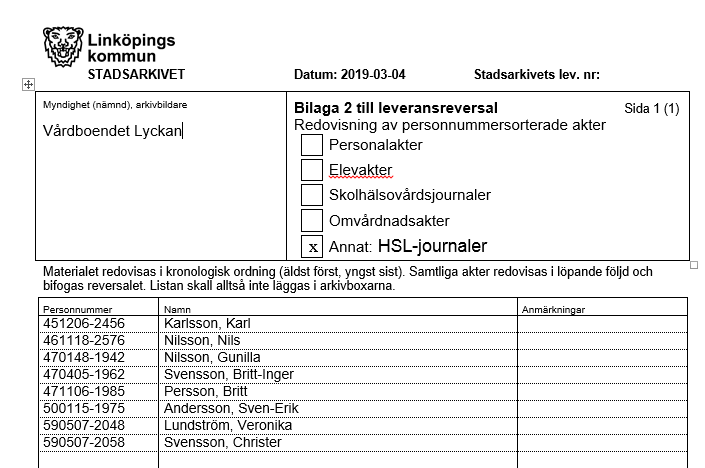 Linköpings
kommun
STADSARKIVET
Datum: 2019-03-04
Stadsarkivets lev. nr:
Myndighet (nämnd), arkivbildare
Vårdboendet Lyckan
Bilaga 2 till leveransreversal
Sida 1 (1)
Redovisning av personnummersorterade akter
Personalakter
Elevakter
Skolhälsovårdsjournaler
Omvårdnadsakter
x Annat: HSL-journaler
Materialet redovisas i kronologisk ordning (äldst först, yngst sist). Samtliga akter redovisas i löpande följd och
bifogas reversalet. Listan skall alltså inte läggas i arkivboxarna.
Personnummer Namn Anmärkningar
451206-2456 Karlsson, Karl
461118-2576 Nilsson, Nils
470148-1942 Nilsson, Gunilla
470405-1962 Svensson, Britt-Inger
471106-1985 Persson, Britt
500115-1975 Andersson, Sven-Erik
590507-2048 Lundström, Veronika
590507-2058 Svensson, Christer